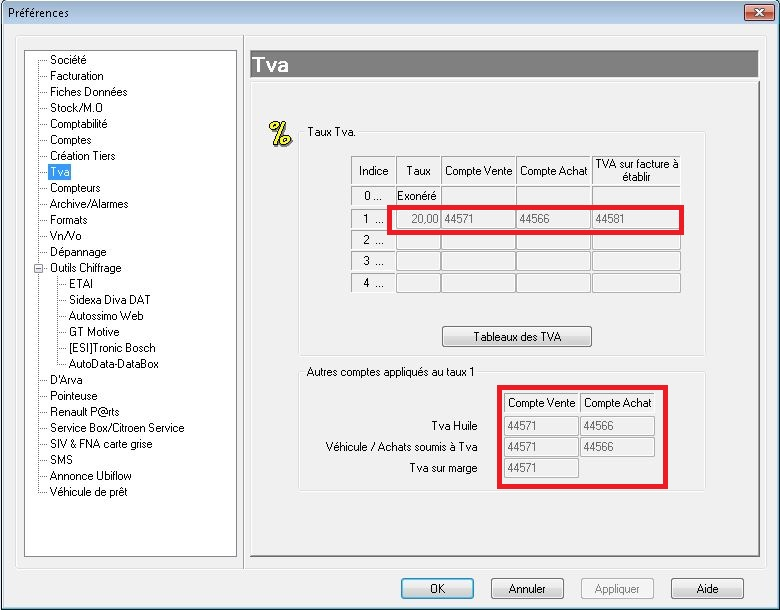 Préférences
Société
Facturation
Fiches Données
Stock/M.O
Comptabilité
Comptes
Création Tiers
Tva
Compteurs
Archive/Alarmes
Formats
Vn/Vo
Dépannage
Outils Chiffrage
ETAI
Sidexa Diva DAT
Autossimo Web
GT Motive
[ESI]Tronic Bosch
AutoData-DataBox
D'Arva
Pointeuse
Renault P@rts
Service Box/Citroen Service
SIV & FNA carte grise
SMS
Annonce Ubiflow
Véhicule de prêt
Tva
%
Taux Tva.
Indice Taux Compte Vente Compte Achat TVA sur facture à établir
0 ... Exonéré
1 ... 20,00 44571 44566 44581
2 ...
3 ...
4 ...
Tableaux des TVA
Autres comptes appliqués au taux 1
Compte Vente Compte Achat
Tva Huile 44571 44566
Véhicule / Achats soumis à Tva 44571 44566
Tva sur marge 44571
OK Annuler Appliquer Aide